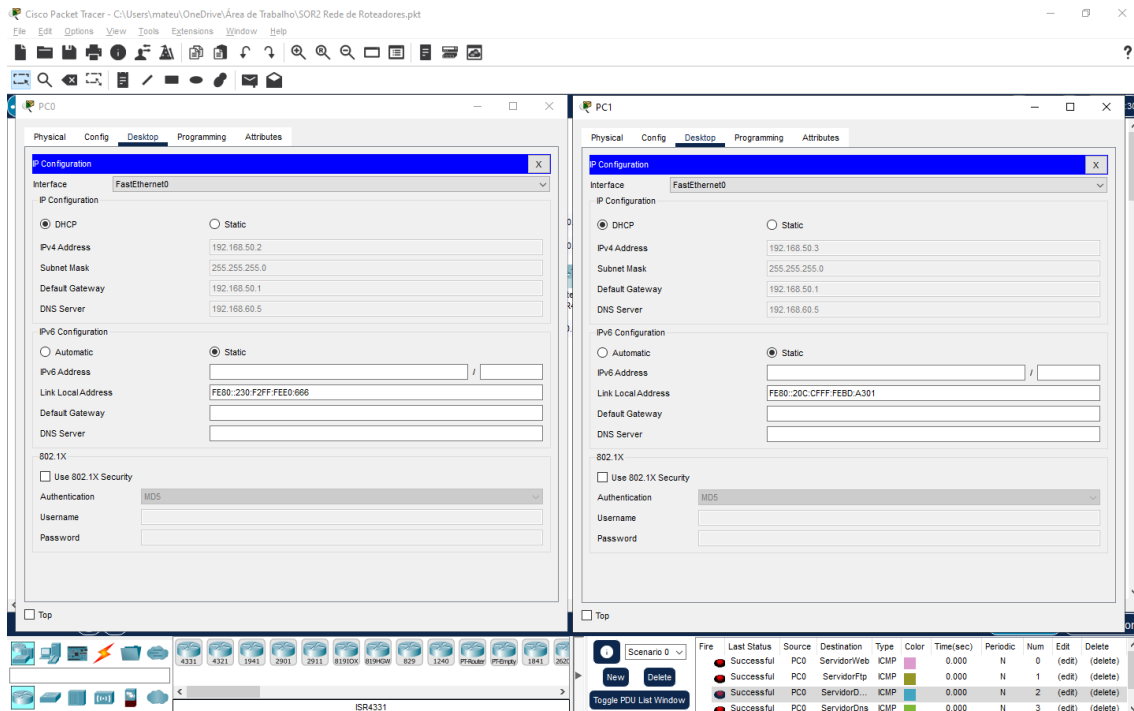 Cisco Packet Tracer - C:\Users\mateu\OneDrive\Área de Trabalho\SOR2 Rede de Roteadores.pkt
File Edit Options View Tools Extensions Window Help
?
PC0
Physical Config Desktop Programming Attributes
IP Configuration X
Interface FastEthernet0
IP Configuration
DHCP Static
IPv4 Address 192.168.50.2
Subnet Mask 255.255.255.0
Default Gateway 192.168.50.1
DNS Server 192.168.60.5
IPv6 Configuration
Automatic Static
IPv6 Address /
Link Local Address FE80::230:F2FF:FEE0:666
Default Gateway
DNS Server
802.1X
Use 802.1X Security
Authentication MD5
Username
Password
Top
PC1
Physical Config Desktop Programming Attributes
IP Configuration X
Interface FastEthernet0
IP Configuration
DHCP Static
IPv4 Address 192.168.50.3
Subnet Mask 255.255.255.0
Default Gateway 192.168.50.1
DNS Server 192.168.60.5
IPv6 Configuration
Automatic Static
IPv6 Address /
Link Local Address FE80::20C:CFFF:FEBD:A301
Default Gateway
DNS Server
802.1X
Use 802.1X Security
Authentication MD5
Username
Password
Top
4331 4321 1941 2901 2911 819IOX 819HGW 829 1240 PT-Router PT-Empty 1841 2620
ISR4331
Scenario 0
New Delete
Toggle PDU List Window
Fire Last Status Source Destination Type Color Time(sec) Periodic Num Edit Delete
Successful PC0 ServidorWeb ICMP 0.000 N 0 (edit) (delete)
Successful PC0 ServidorFtp ICMP 0.000 N 1 (edit) (delete)
Successful PC0 ServidorD... ICMP 0.000 N 2 (edit) (delete)
Successful PC0 ServidorDns ICMP 0.000 N 3 (edit) (delete)